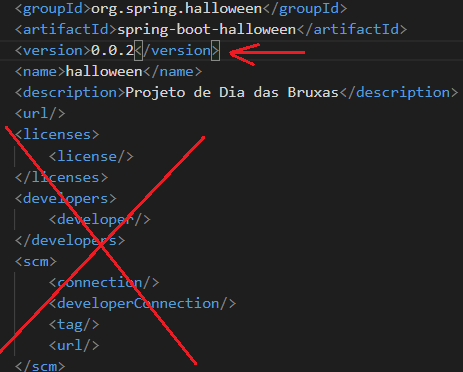 <groupId>org.spring.halloween</groupId>
<artifactId>spring-boot-halloween</artifactId>
<version>0.0.2</version>
<name>halloween</name>
<description>Projeto de Dia das Bruxas</description>
<url/>
<licenses>
<license/>
</licenses>
<developers>
<developer/>
</developers>
<scm>
<connection/>
<developerConnection/>
<tag/>
<url/>
</scm>